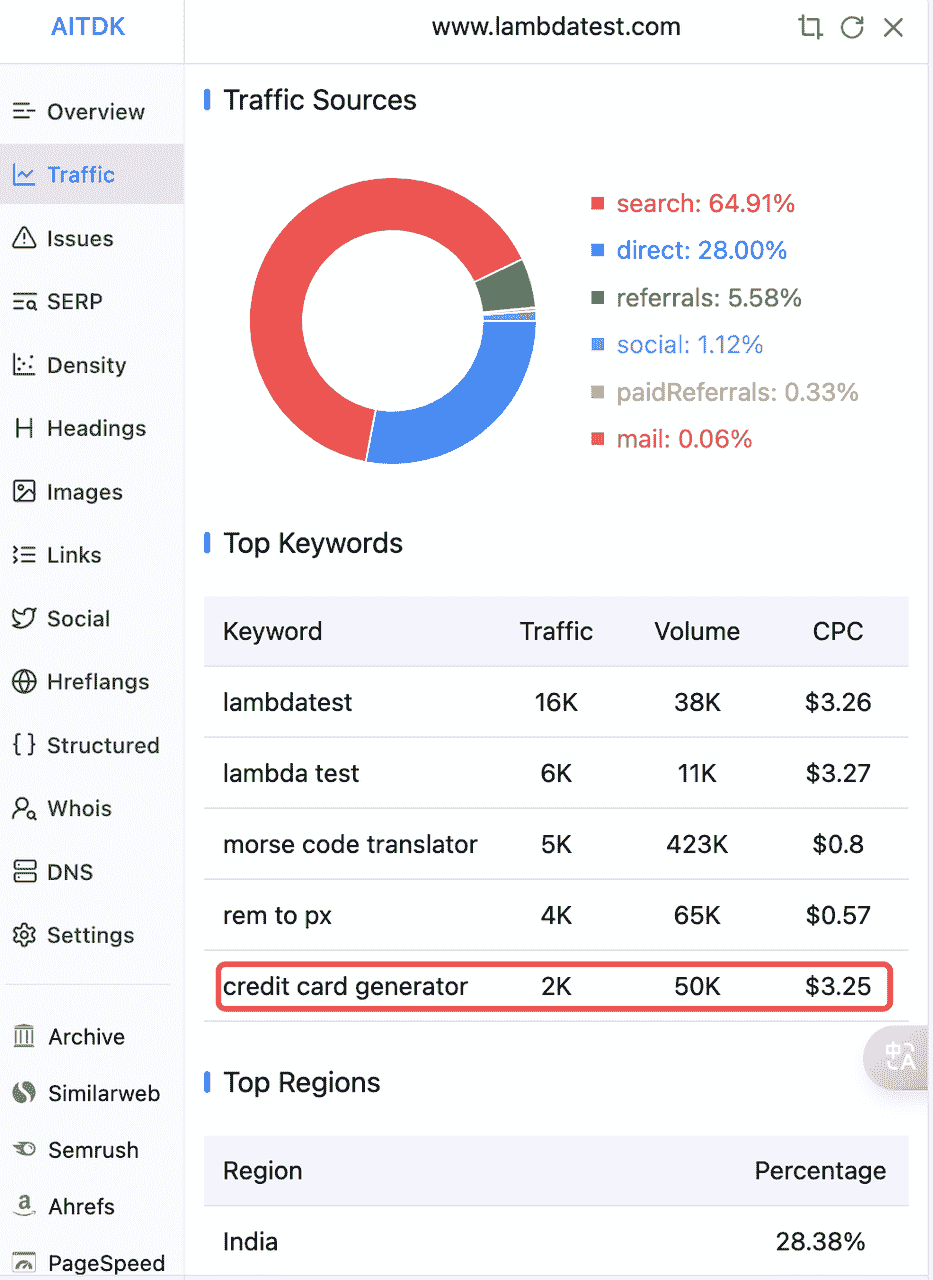 AITDK
www.lambdatest.com
Overview
Traffic
Issues
SERP
Density
Headings
Images
Links
Social
Hreflangs
Structured
Whois
DNS
Settings
Archive
Similarweb
Semrush
Ahrefs
PageSpeed
Traffic Sources
search: 64.91%
direct: 28.00%
referrals: 5.58%
social: 1.12%
paidReferrals: 0.33%
mail: 0.06%
Top Keywords
Keyword Traffic Volume CPC
lambdatest 16K 38K $3.26
lambda test 6K 11K $3.27
morse code translator 5K 423K $0.8
rem to px 4K 65K $0.57
credit card generator 2K 50K $3.25
中A
Top Regions
Region Percentage
India 28.38%